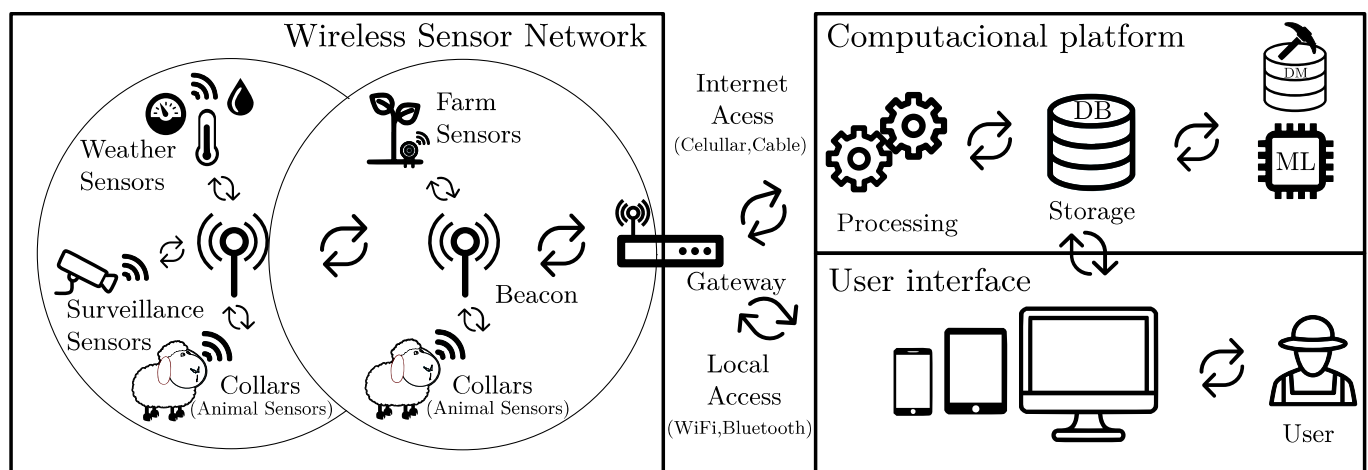 Wireless Sensor Network
Weather
Sensors
Farm
Sensors
Surveillance
Sensors
Beacon
Collars
(Animal Sensors)
Collars
(Animal Sensors)
Internet
Acess
(Celullar,Cable)
Gateway
Local
Access
(WiFi,Bluetooth)
Computacional platform
Processing
DB
Storage
DM
ML
User interface
User